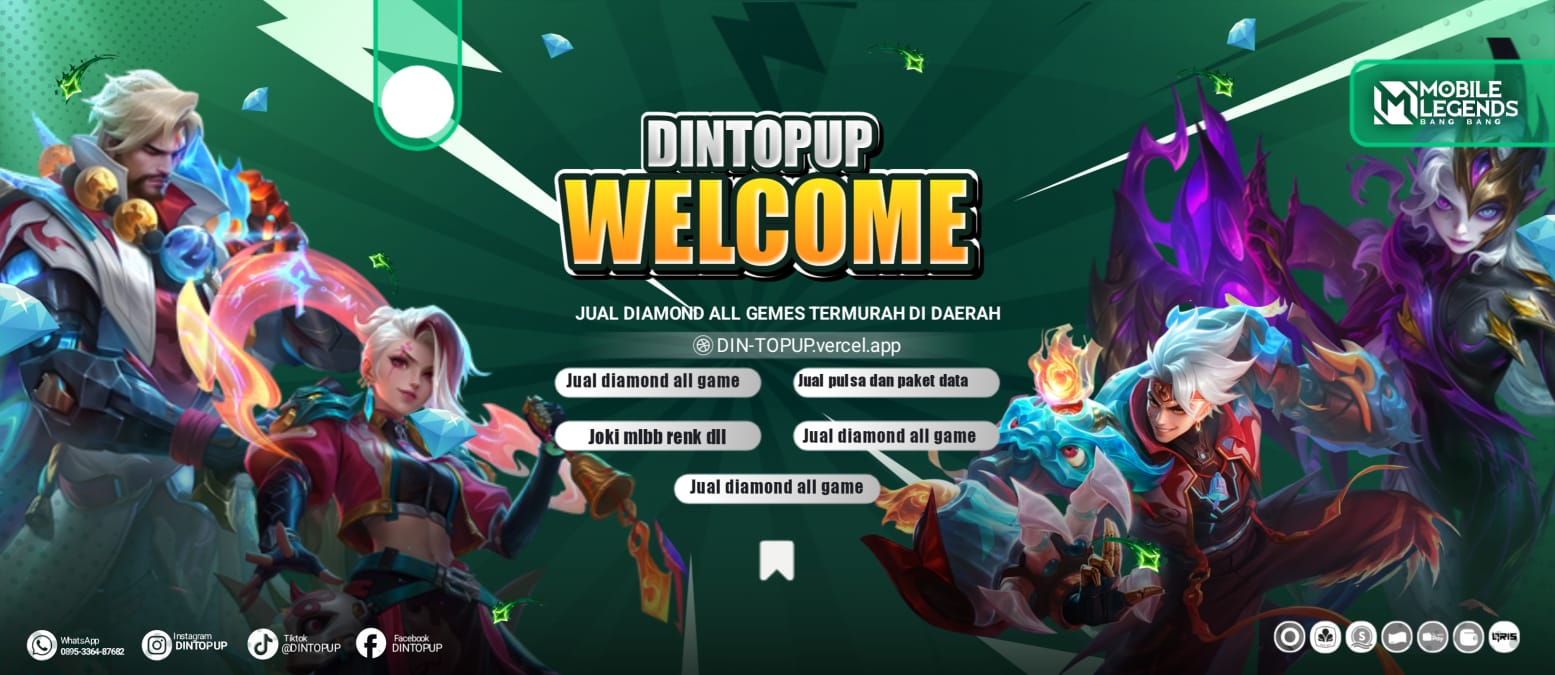 MOBILE
LEGENDS
BANG BANG
DINTOPUP
WELCOME
JUAL DIAMOND ALL GEMES TERMURAH DI DAERAH
DIN-TOPUP.vercel.app
Jual diamond all game
Jual pulsa dan paket data
Joki mlbb renk dll
Jual diamond all game
Jual diamond all game
WhatsApp
0895-3364-87682
Instagram
DINTOPUP
Tiktok
@DINTOPUP
Facebook
DINTOPUP
QRIS